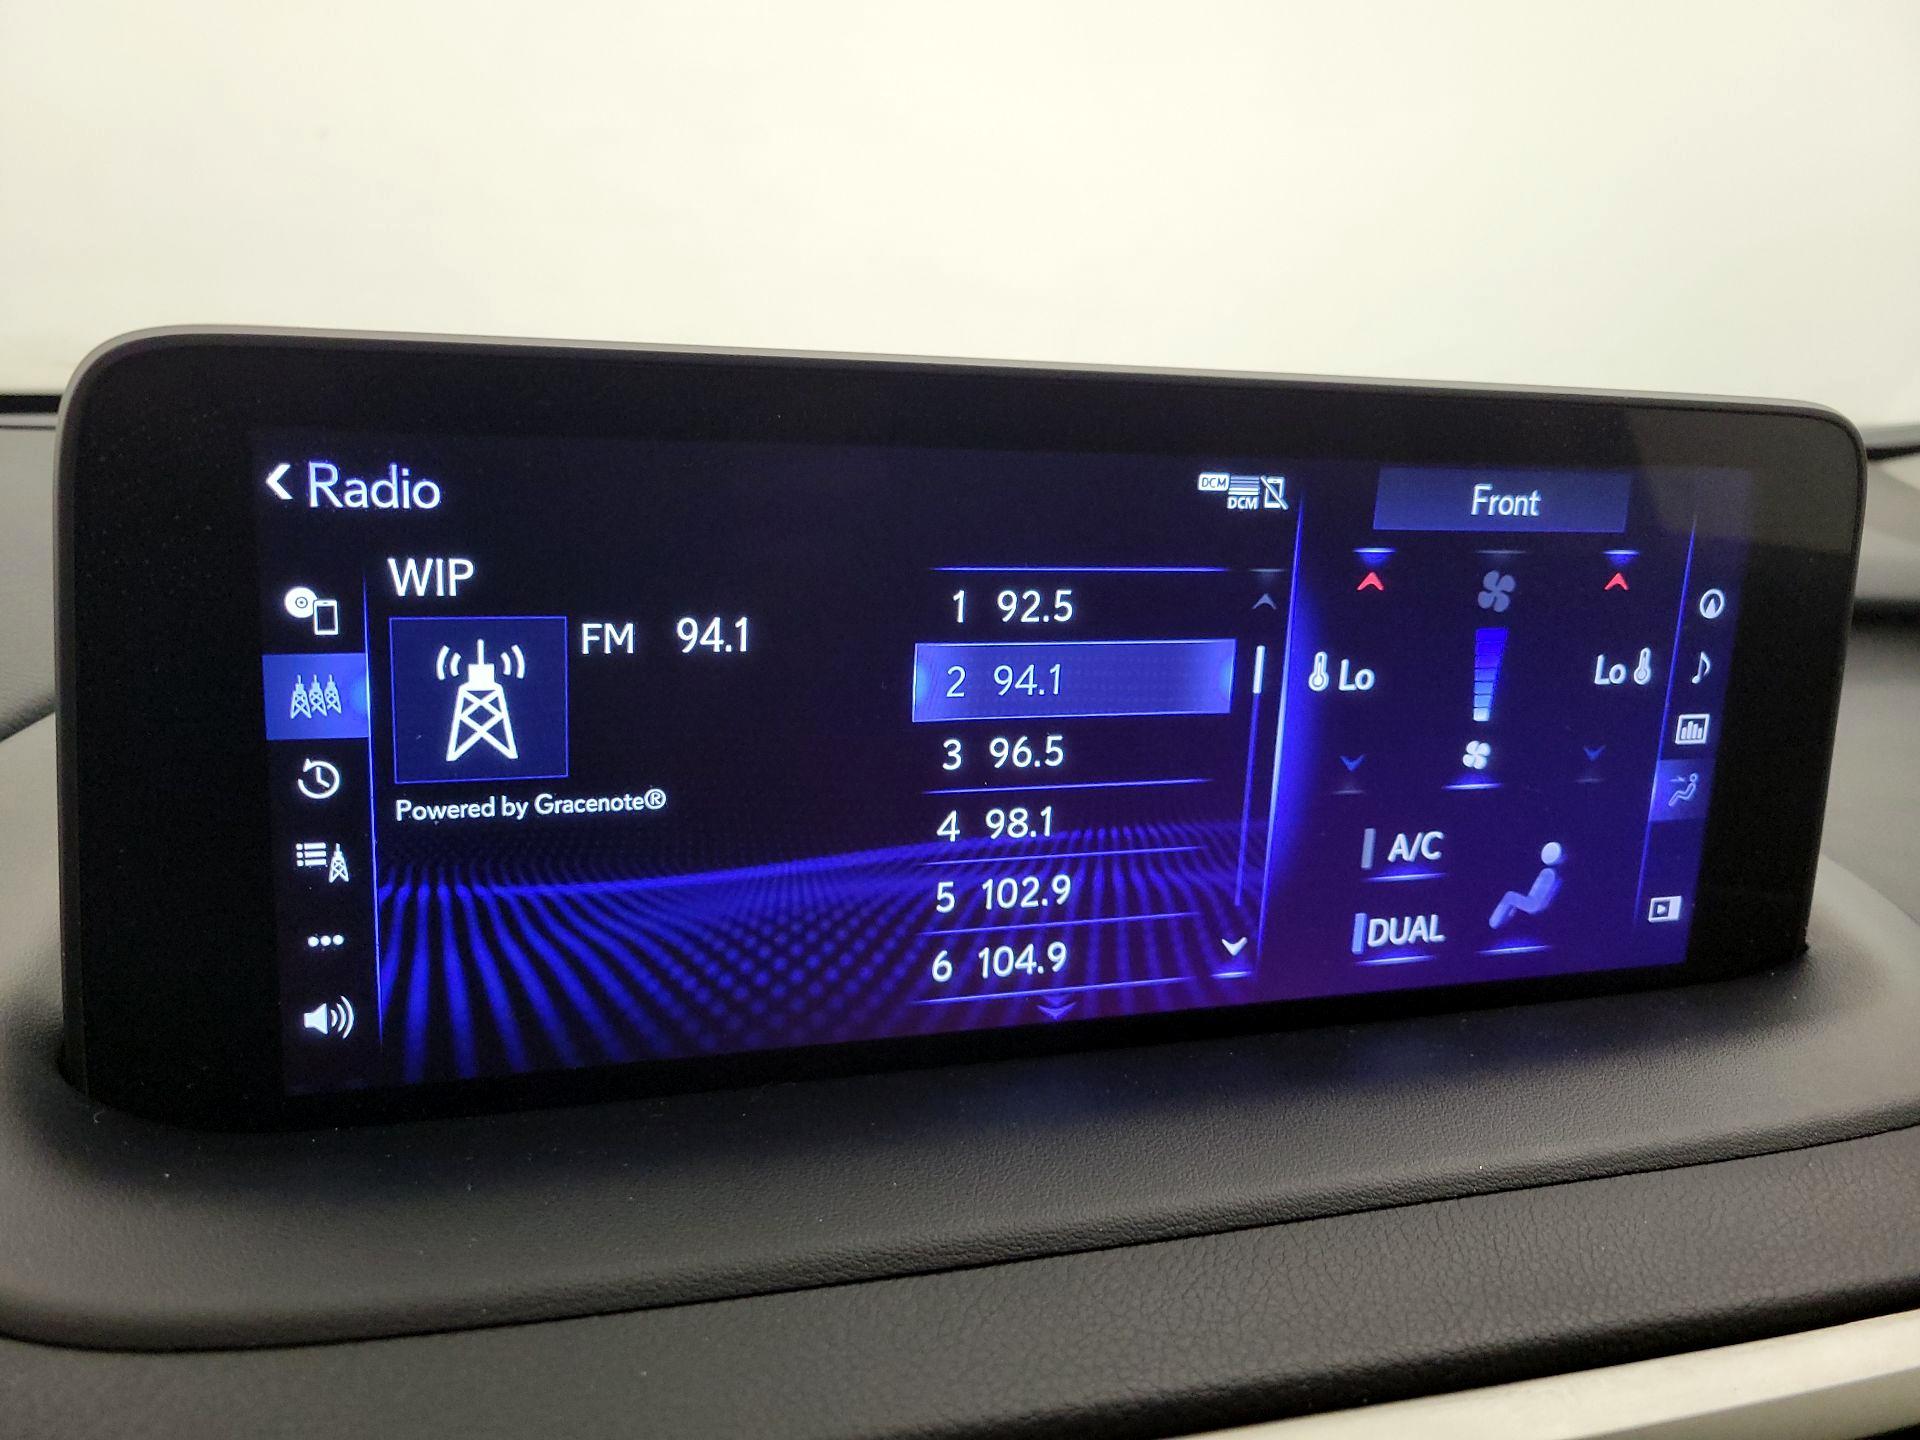 Radio
DCM
DCM
WIP
FM 94.1
Powered by Gracenote®
1 92.5
2 94.1
3 96.5
4 98.1
5 102.9
6 104.9
Front
Lo
Lo
A/C
DUAL